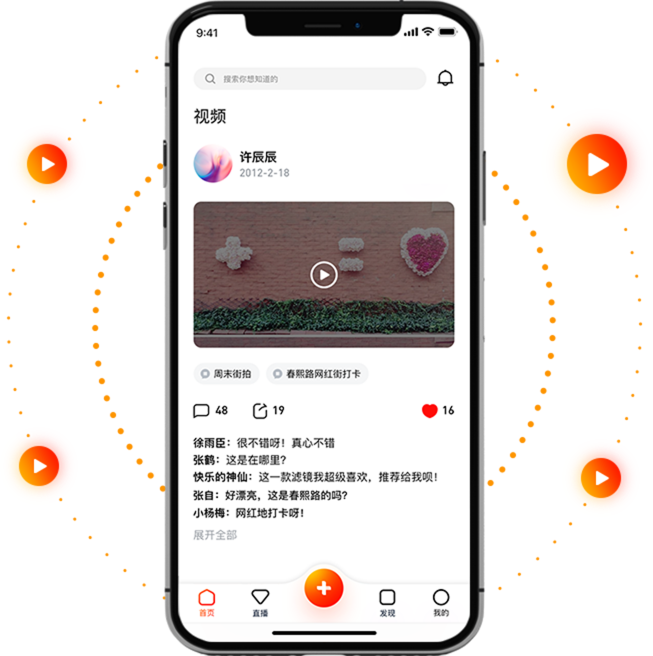 9:41
搜索你想知道的
视频
许辰辰
2012-2-18
周末街拍 春熙路网红街打卡
48 19 16
徐雨臣：很不错呀！真心不错
张鹤：这是在哪里？
快乐的神仙：这一款滤镜我超级喜欢，推荐给我呗！
张自：好漂亮，这是春熙路的吗？
小杨梅：网红地打卡呀！
展开全部
首页 直播 发现 我的